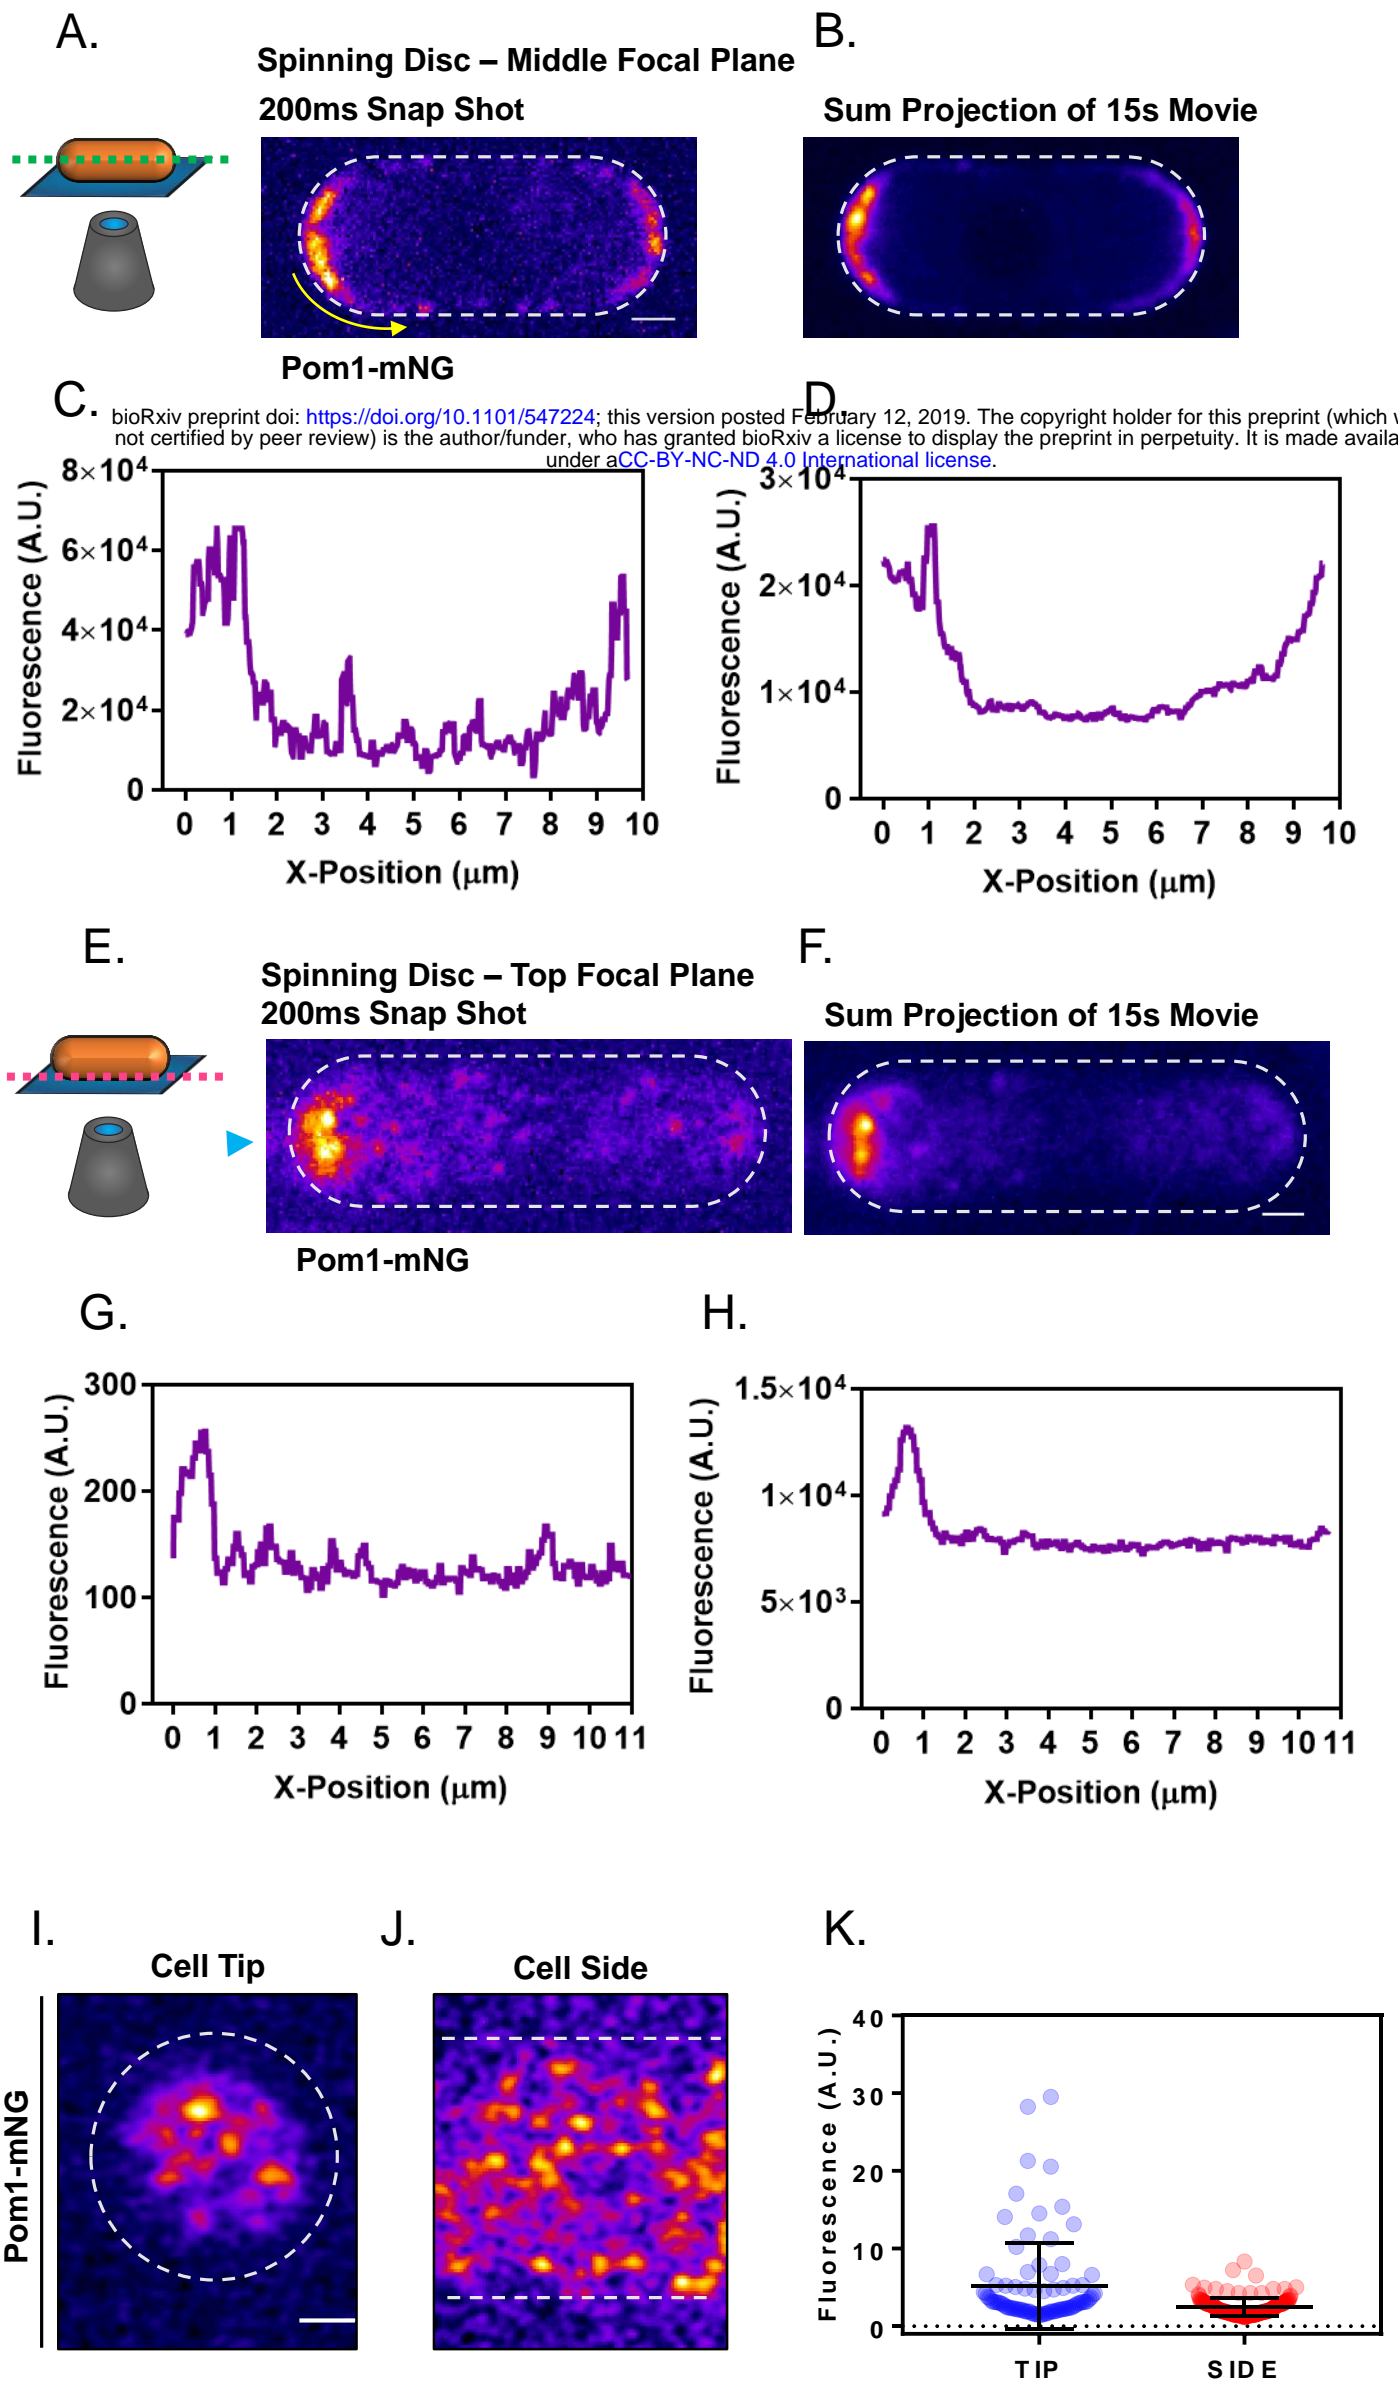 A.
B.
Spinning Disc – Middle Focal Plane
200ms Snap Shot
Sum Projection of 15s Movie
Pom1-mNG
C.
D.
bioRxiv preprint doi: https://doi.org/10.1101/547224; this version posted February 12, 2019. The copyright holder for this preprint (which
not certified by peer review) is the author/funder, who has granted bioRxiv a license to display the preprint in perpetuity. It is made
under aCC-BY-NC-ND 4.0 International license.
Fluorescence (A.U.)
8×10⁴
6×10⁴
4×10⁴
2×10⁴
0
0 1 2 3 4 5 6 7 8 9 10
X-Position (μm)
Fluorescence (A.U.)
3×10⁴
2×10⁴
1×10⁴
0
0 1 2 3 4 5 6 7 8 9 10
X-Position (μm)
E.
F.
Spinning Disc – Top Focal Plane
200ms Snap Shot
Sum Projection of 15s Movie
Pom1-mNG
G.
H.
Fluorescence (A.U.)
300
200
100
0
0 1 2 3 4 5 6 7 8 9 10 11
X-Position (μm)
Fluorescence (A.U.)
1.5×10⁴
1×10⁴
5×10³
0
0 1 2 3 4 5 6 7 8 9 10 11
X-Position (μm)
I.
J.
K.
Cell Tip
Cell Side
Pom1-mNG
Fluorescence (A.U.)
40
30
20
10
0
TIP
SIDE